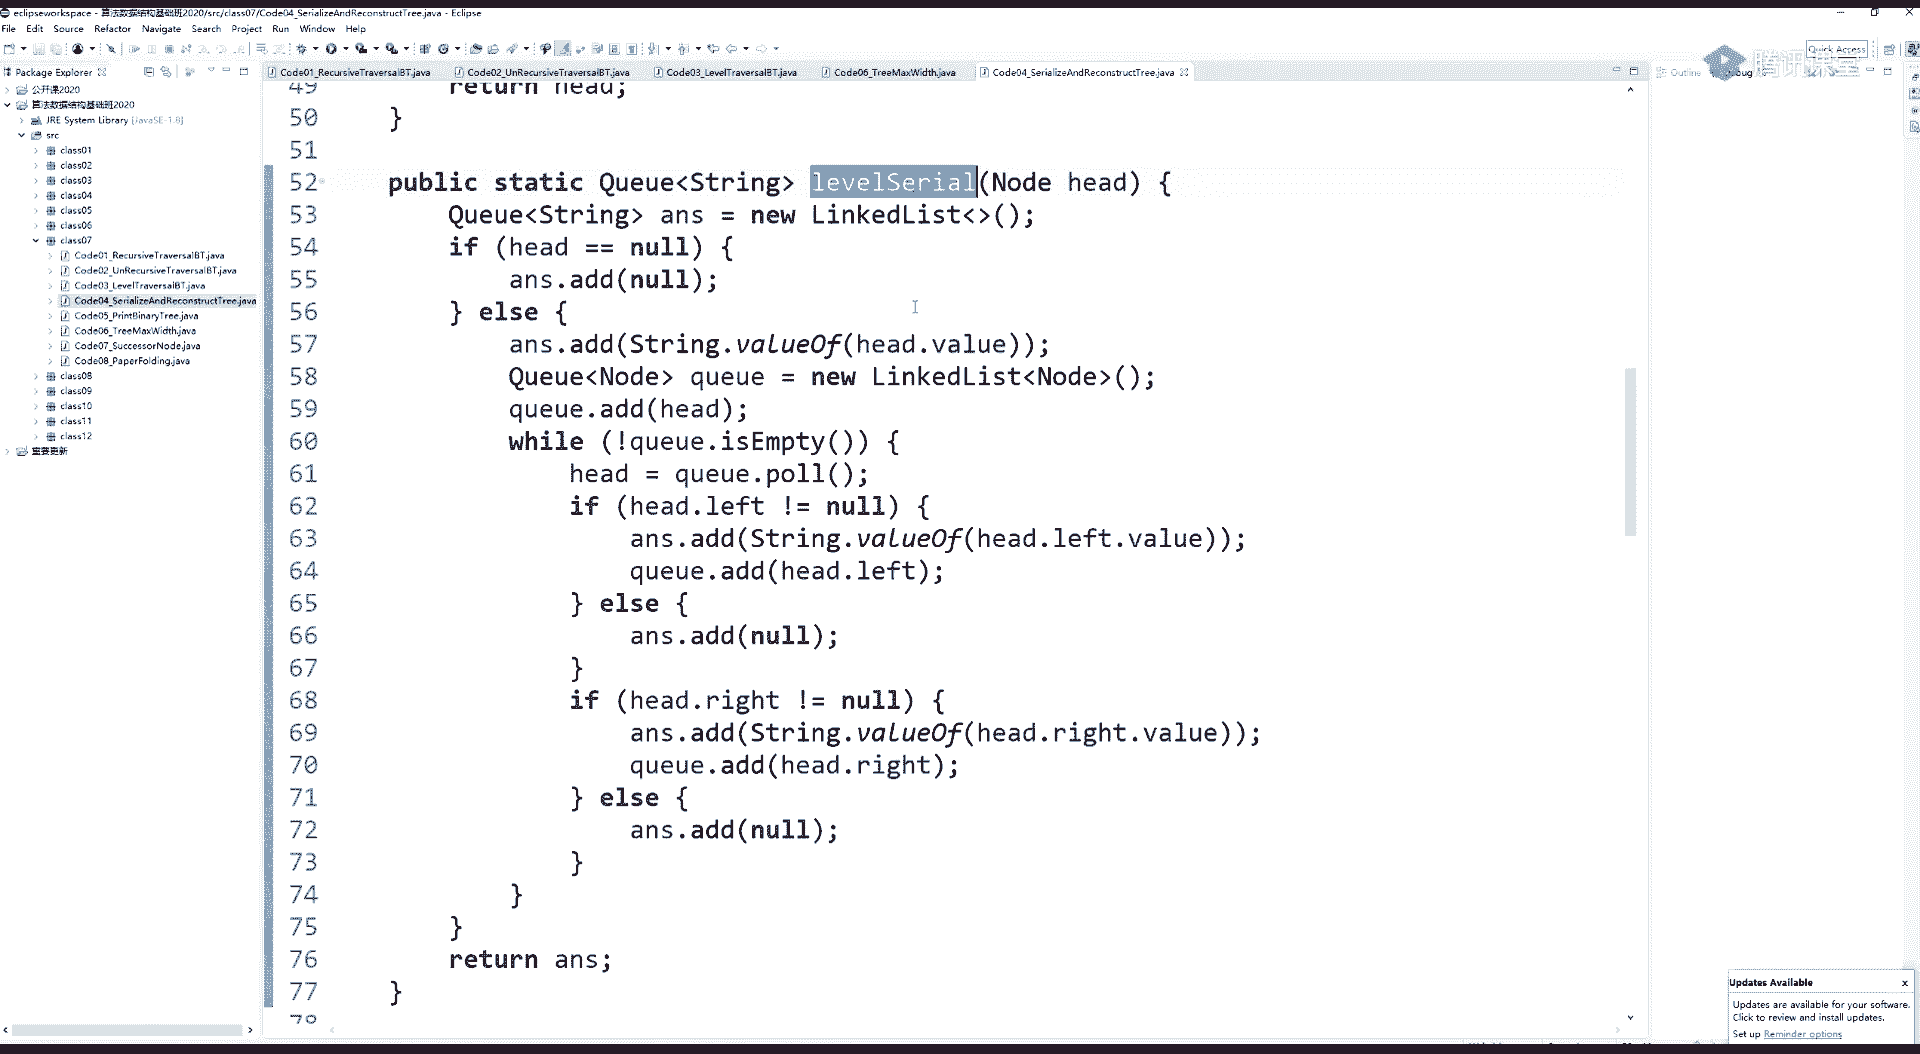 eclipseworkspace - 算法数据结构基础班2020/src/class07/Code04_SerializeAndReconstructTree.java - Eclipse
File Edit Source Refactor Navigate Search Project Run Window Help
Quick Access
腾讯课堂
Package Explorer
Code01_RecursiveTraversalBT.java Code02_UnRecursiveTraversalBT.java Code03_LevelTraversalBT.java Code06_TreeMaxWidth.java Code04_SerializeAndReconstructTree.java
Outline
公开课2020
算法数据结构基础班2020
JRE System Library [JavaSE-1.8]
src
class01
class02
class03
class04
class05
class06
class07
Code01_RecursiveTraversalBT.java
Code02_UnRecursiveTraversalBT.java
Code03_LevelTraversalBT.java
Code04_SerializeAndReconstructTree.java
Code05_PrintBinaryTree.java
Code06_TreeMaxWidth.java
Code07_SuccessorNode.java
Code08_PaperFolding.java
class08
class09
class10
class11
class12
重要更新
49 return head;
50 }
51
52 public static Queue<String> levelSerial(Node head) {
53 Queue<String> ans = new LinkedList<>();
54 if (head == null) {
55 ans.add(null);
56 } else {
57 ans.add(String.valueOf(head.value));
58 Queue<Node> queue = new LinkedList<Node>();
59 queue.add(head);
60 while (!queue.isEmpty()) {
61 head = queue.poll();
62 if (head.left != null) {
63 ans.add(String.valueOf(head.left.value));
64 queue.add(head.left);
65 } else {
66 ans.add(null);
67 }
68 if (head.right != null) {
69 ans.add(String.valueOf(head.right.value));
70 queue.add(head.right);
71 } else {
72 ans.add(null);
73 }
74 }
75 }
76 return ans;
77 }
78
Updates Available x
Updates are available for your software.
Click to review and install updates.
Set up Reminder options